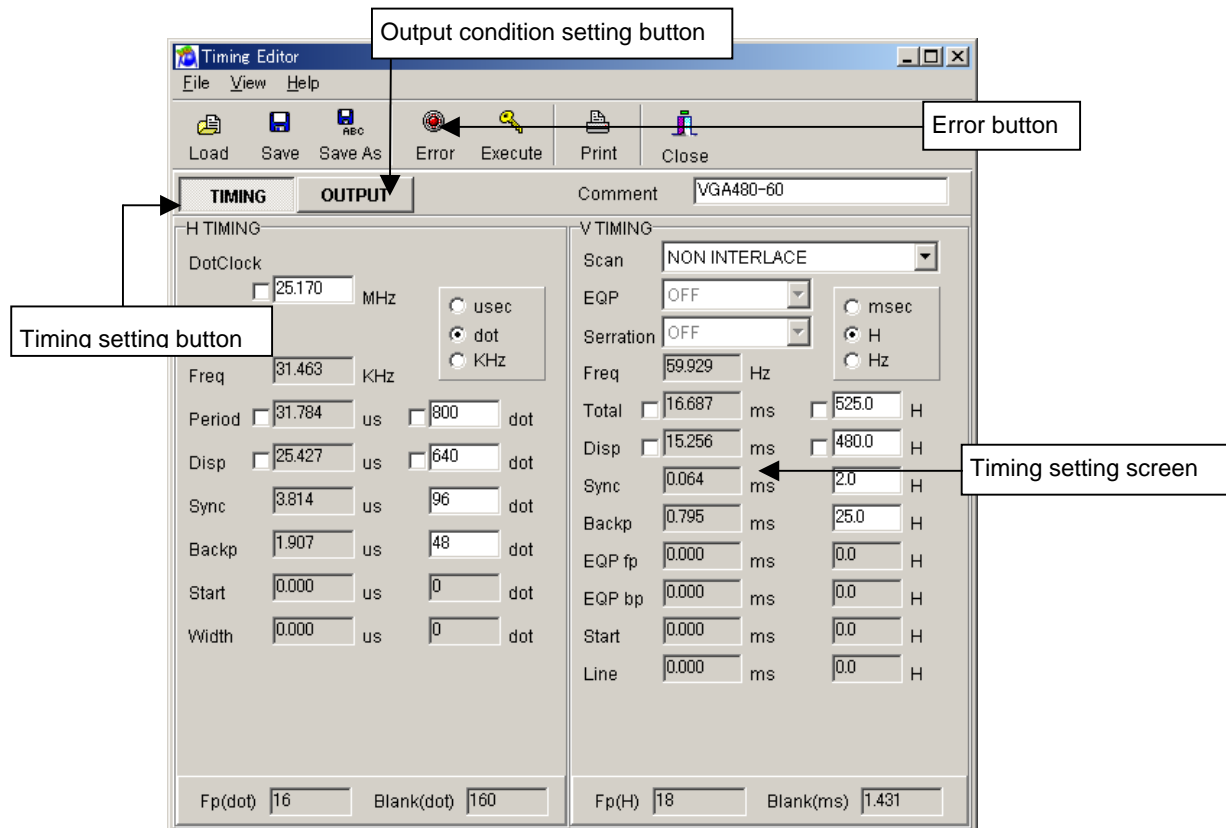 Output condition setting button
Timing Editor
File View Help
Error button
ABC
Load Save Save As Error Execute Print Close
TIMING OUTPUT Comment VGA480-60
H TIMING
DotClock
25.170 MHz
usec
dot
KHz
Timing setting button
Freq 31.463 KHz
Period 31.784 us 800 dot
Disp 25.427 us 640 dot
Sync 3.814 us 96 dot
Backp 1.907 us 48 dot
Start 0.000 us 0 dot
Width 0.000 us 0 dot
Fp(dot) 16 Blank(dot) 160
V TIMING
Scan NON INTERLACE
EQP OFF
Serration OFF
msec
H
Hz
Freq 59.929 Hz
Total 16.687 ms 525.0 H
Disp 15.256 ms 480.0 H
Timing setting screen
Sync 0.064 ms 2.0 H
Backp 0.795 ms 25.0 H
EQP fp 0.000 ms 0.0 H
EQP bp 0.000 ms 0.0 H
Start 0.000 ms 0.0 H
Line 0.000 ms 0.0 H
Fp(H) 18 Blank(ms) 1.431